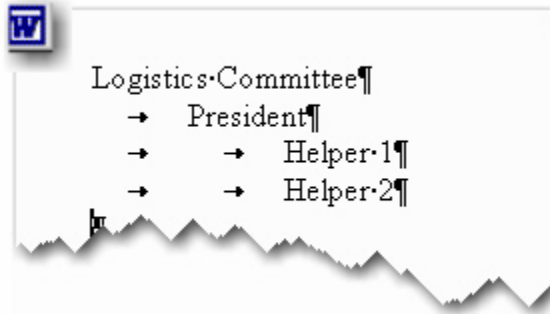 W
Logistics·Committee¶
→ President¶
→ → Helper·1¶
→ → Helper·2¶
¶